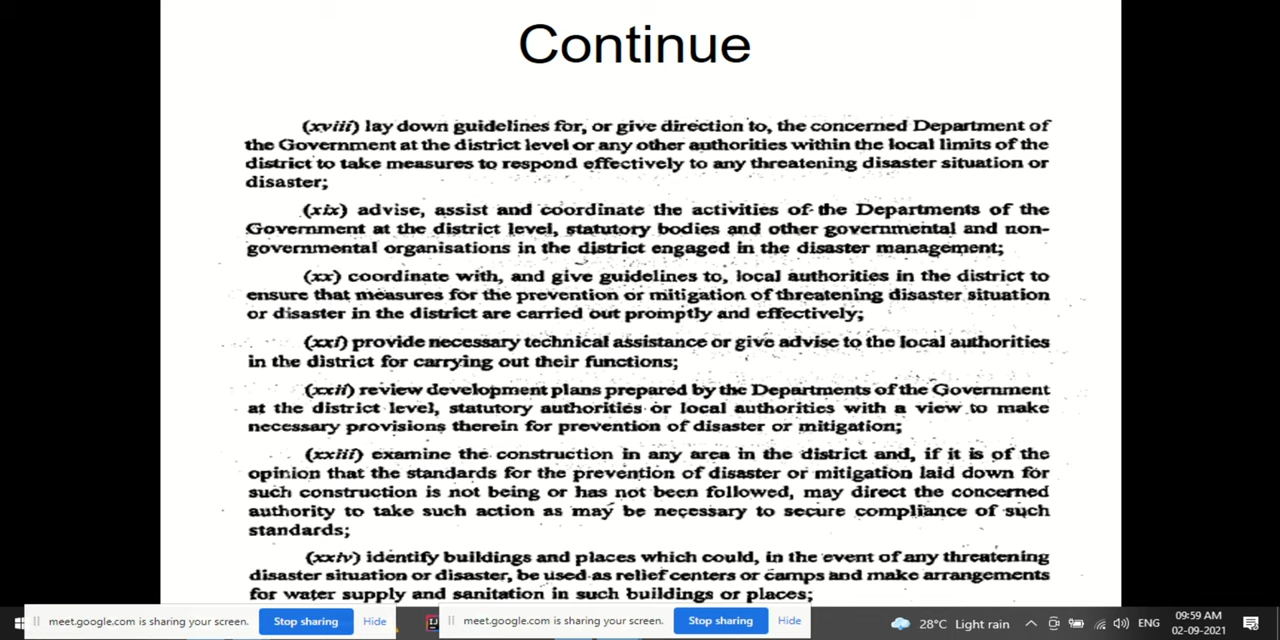 Continue
(xviii) lay down guidelines for, or give direction to, the concerned Department of
the Government at the district level or any other authorities within the local limits of the
district to take measures to respond effectively to any threatening disaster situation or
disaster;
(xix) advise, assist and coordinate the activities of the Departments of the
Government at the district level, statutory bodies and other governmental and non-
governmental organisations in the district engaged in the disaster management;
(xx) coordinate with, and give guidelines to, local authorities in the district to
ensure that measures for the prevention or mitigation of threatening disaster situation
or disaster in the district are carried out promptly and effectively;
(xxi) provide necessary technical assistance or give advise to the local authorities
in the district for carrying out their functions;
(xxii) review development plans prepared by the Departments of the Government
at the district level, statutory authorities or local authorities with a view to make
necessary provisions therein for prevention of disaster or mitigation;
(xxiii) examine the construction in any area in the district and, if it is of the
opinion that the standards for the prevention of disaster or mitigation laid down for
such construction is not being or has not been followed, may direct the concerned
authority to take such action as may be necessary to secure compliance of such
standards;
(xxiv) identify buildings and places which could, in the event of any threatening
disaster situation or disaster, be used as relief centers or camps and make arrangements
for water supply and sanitation in such buildings or places;
meet.google.com is sharing your screen. Stop sharing Hide
meet.google.com is sharing your screen. Stop sharing Hide
28°C Light rain ENG 09:59 AM
02-09-2021